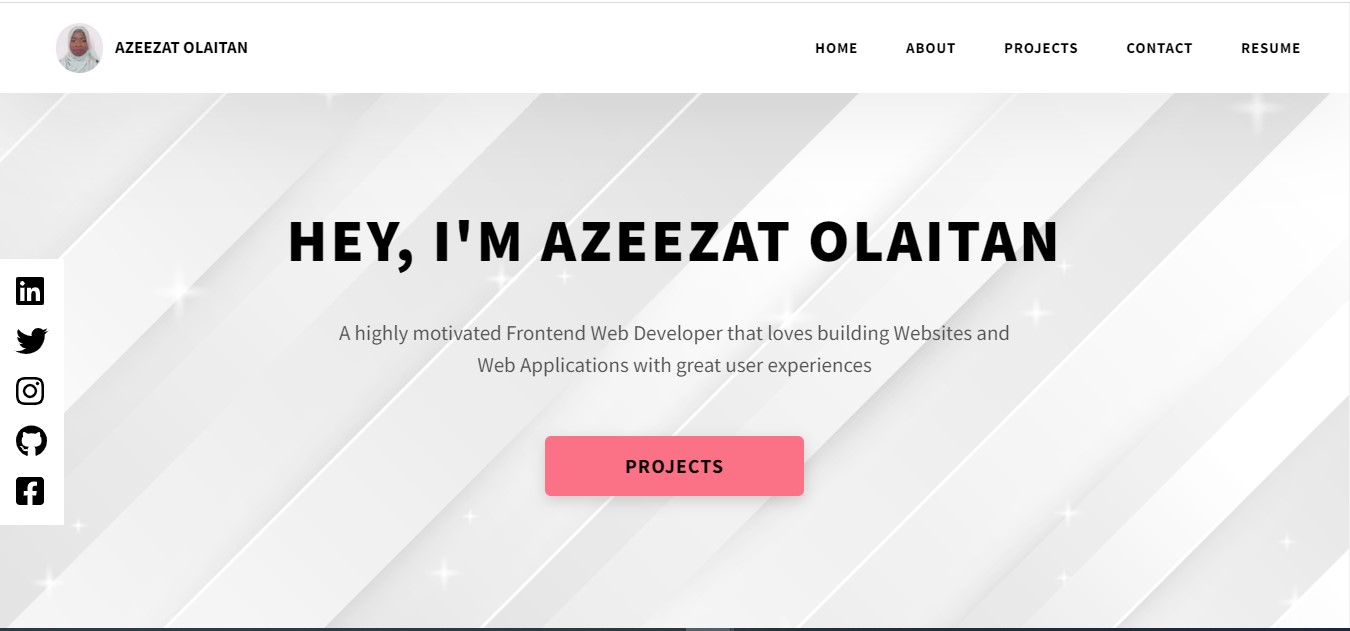 AZEEZAT OLAITAN
HOME ABOUT PROJECTS CONTACT RESUME
HEY, I'M AZEEZAT OLAITAN
A highly motivated Frontend Web Developer that loves building Websites and
Web Applications with great user experiences
PROJECTS